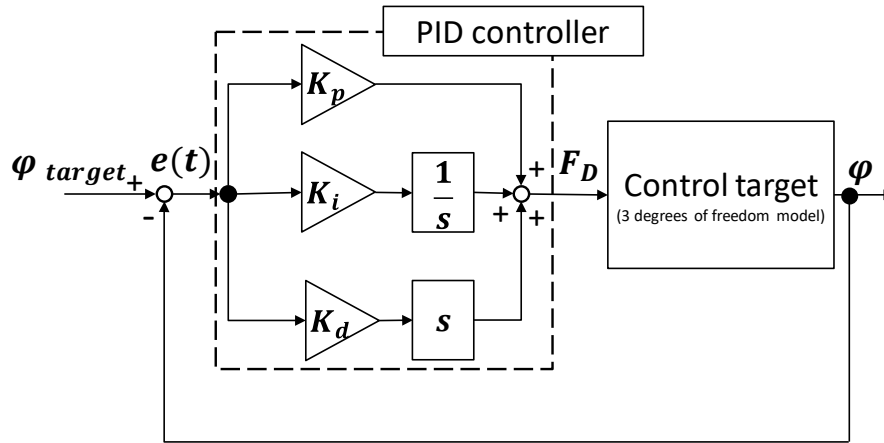 PID controller
K_p
φ target + e(t)
-
K_i
1
s
+ F_D
+ +
Control target
(3 degrees of freedom model)
φ
K_d
s